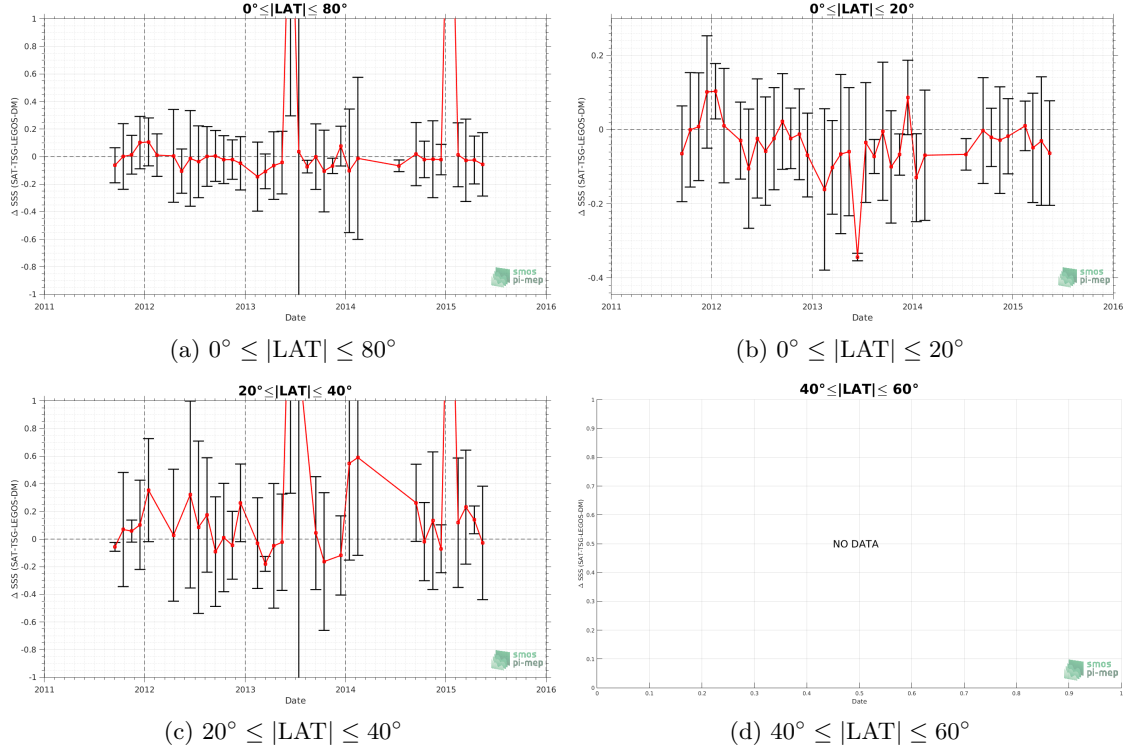 0°≤|LAT|≤ 80°
Δ SSS (SAT-TSG-LEGOS-DM)
1
0.8
0.6
0.4
0.2
0
-0.2
-0.4
-0.6
-0.8
-1
2011
2012
2013
2014
2015
2016
Date
smos
pi-mep
(a) 0° ≤ |LAT| ≤ 80°
0°≤|LAT|≤ 20°
Δ SSS (SAT-TSG-LEGOS-DM)
0.2
0
-0.2
-0.4
2011
2012
2013
2014
2015
2016
Date
smos
pi-mep
(b) 0° ≤ |LAT| ≤ 20°
20°≤|LAT|≤ 40°
Δ SSS (SAT-TSG-LEGOS-DM)
1
0.8
0.6
0.4
0.2
0
-0.2
-0.4
-0.6
-0.8
-1
2011
2012
2013
2014
2015
2016
Date
smos
pi-mep
(c) 20° ≤ |LAT| ≤ 40°
40°≤|LAT|≤ 60°
Δ SSS (SAT-TSG-LEGOS-DM)
1
0.9
0.8
0.7
0.6
0.5
0.4
0.3
0.2
0.1
0
NO DATA
0
0.1
0.2
0.3
0.4
0.5
0.6
0.7
0.8
0.9
1
Date
smos
pi-mep
(d) 40° ≤ |LAT| ≤ 60°